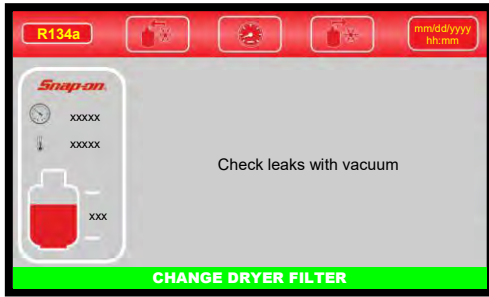 R134a
mm/dd/yyyy
hh:mm
Snap-on
xxxxx
xxxxx
Check leaks with vacuum
xxx
CHANGE DRYER FILTER